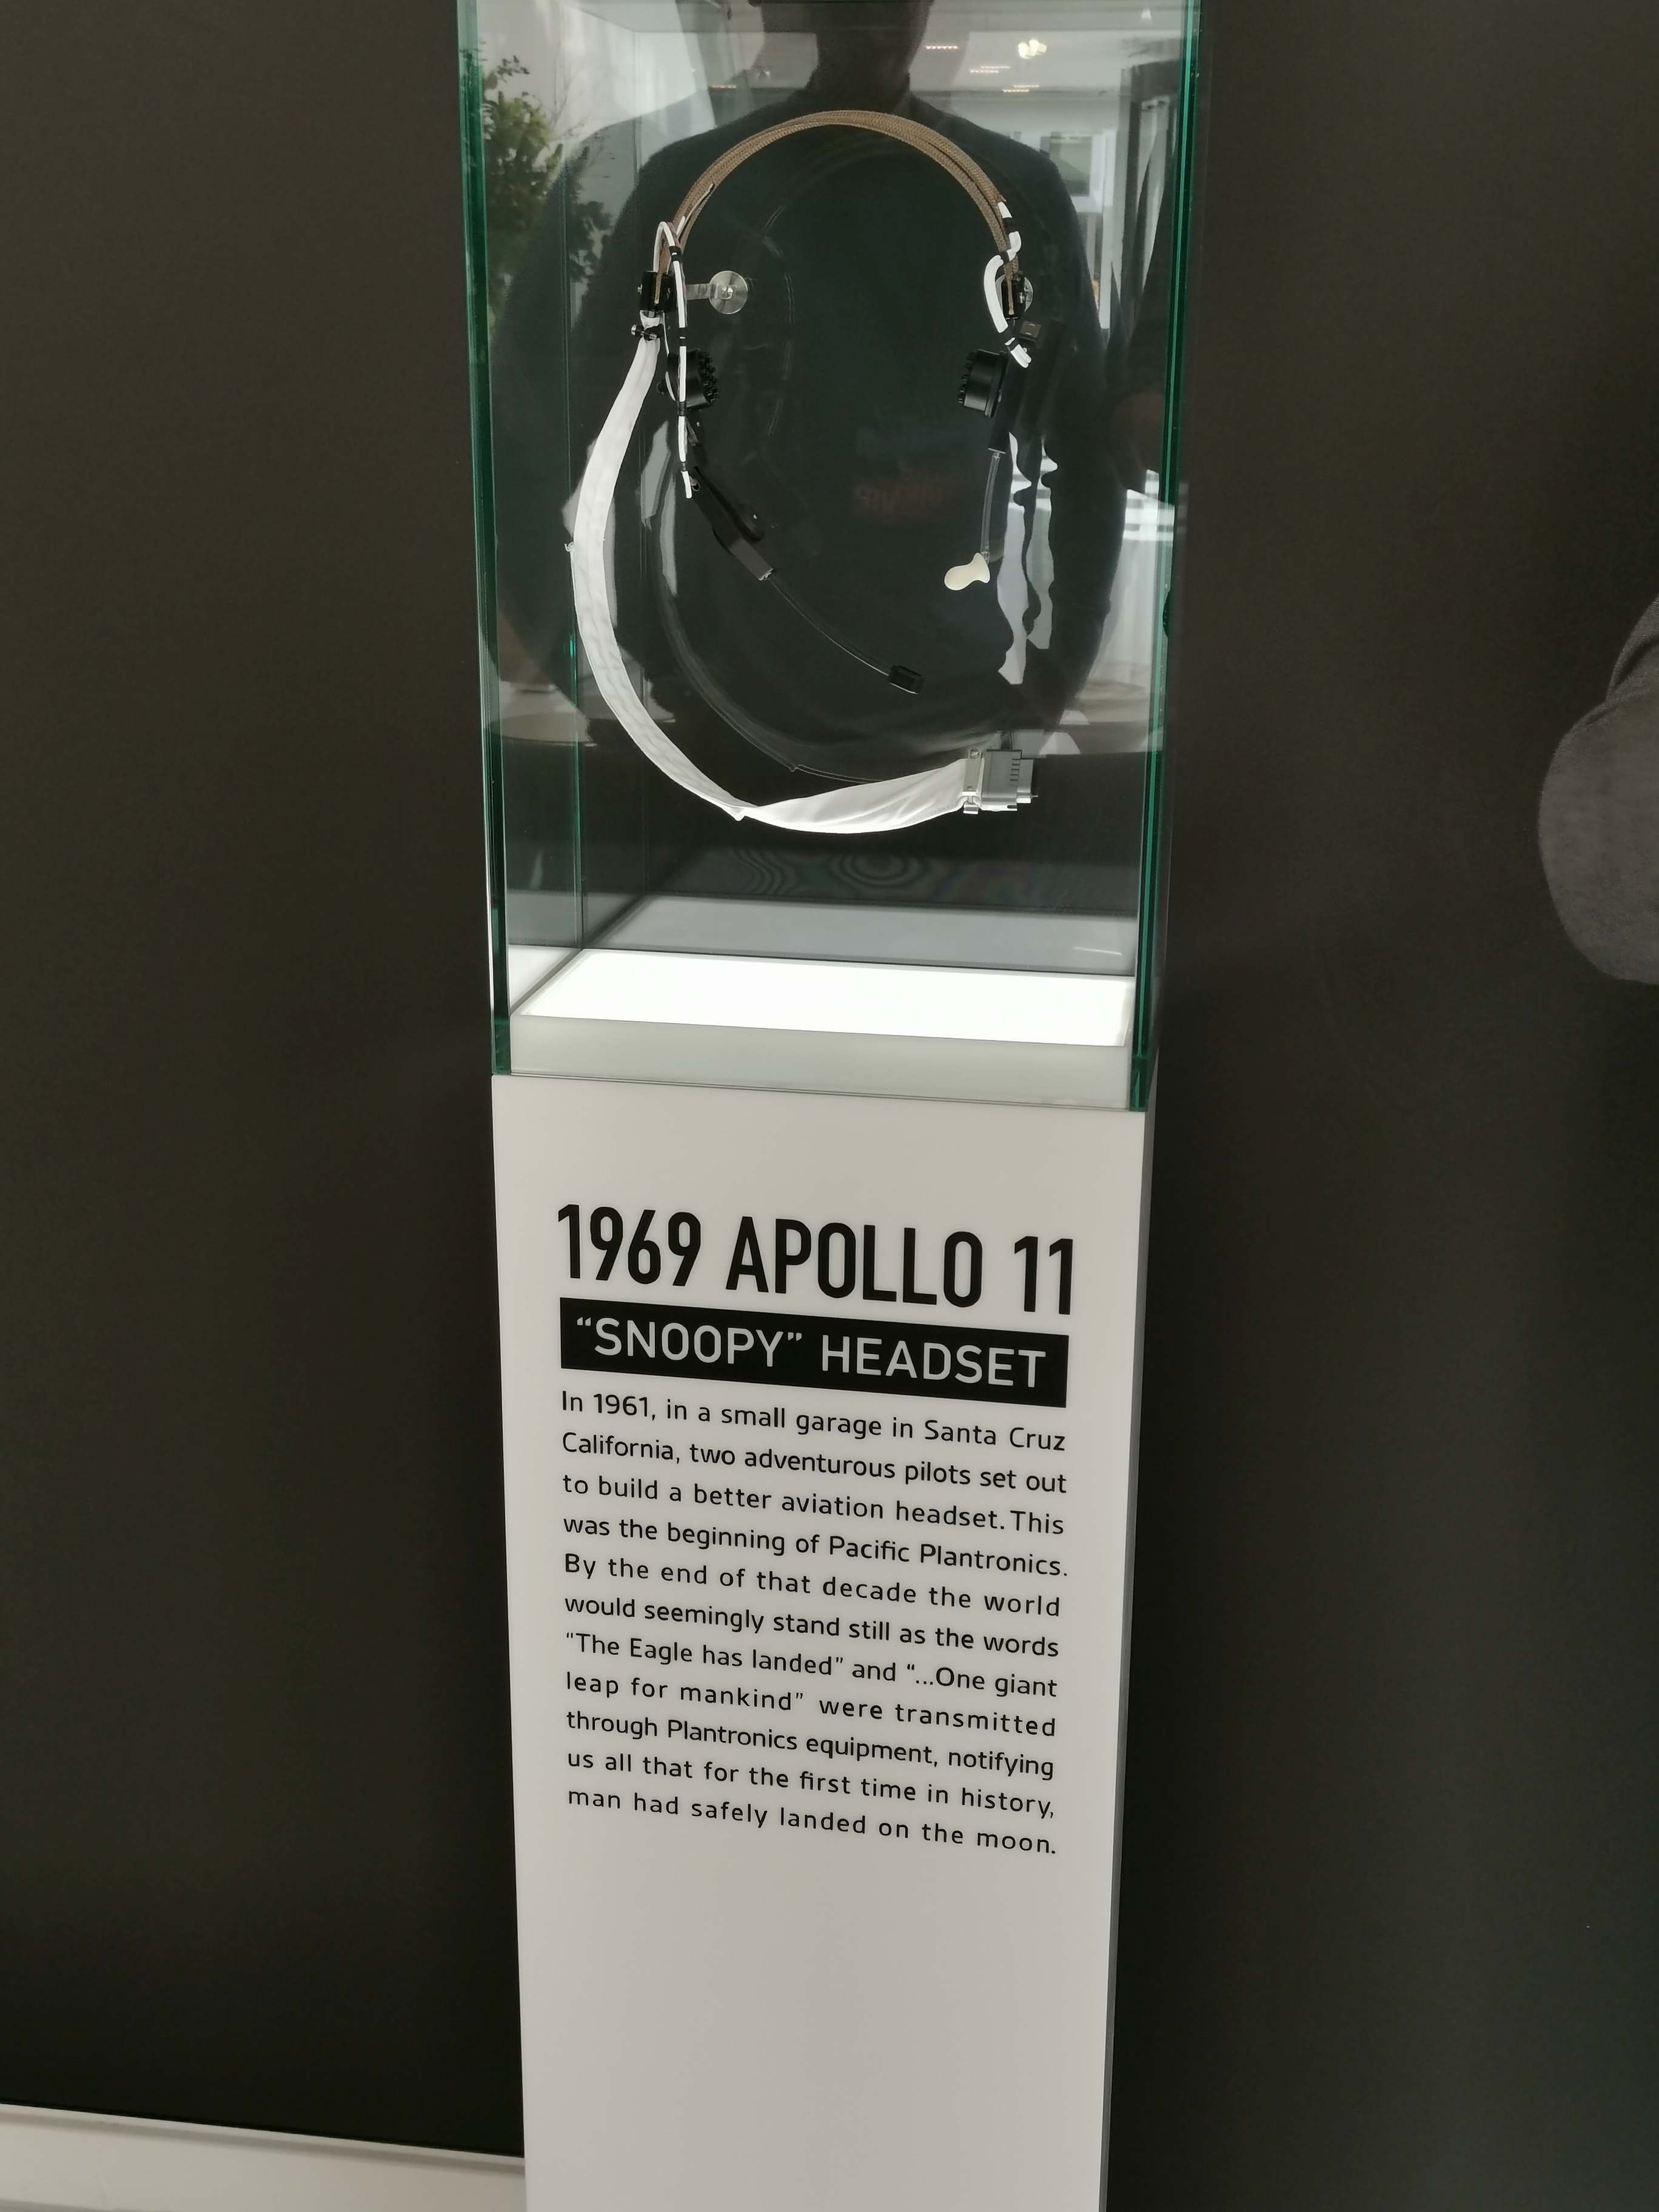 1969 APOLLO 11
“SNOOPY” HEADSET
In 1961, in a small garage in Santa Cruz
California, two adventurous pilots set out
to build a better aviation headset. This
was the beginning of Pacific Plantronics.
By the end of that decade the world
would seemingly stand still as the words
“The Eagle has landed” and “...One giant
leap for mankind” were transmitted
through Plantronics equipment, notifying
us all that for the first time in history,
man had safely landed on the moon.